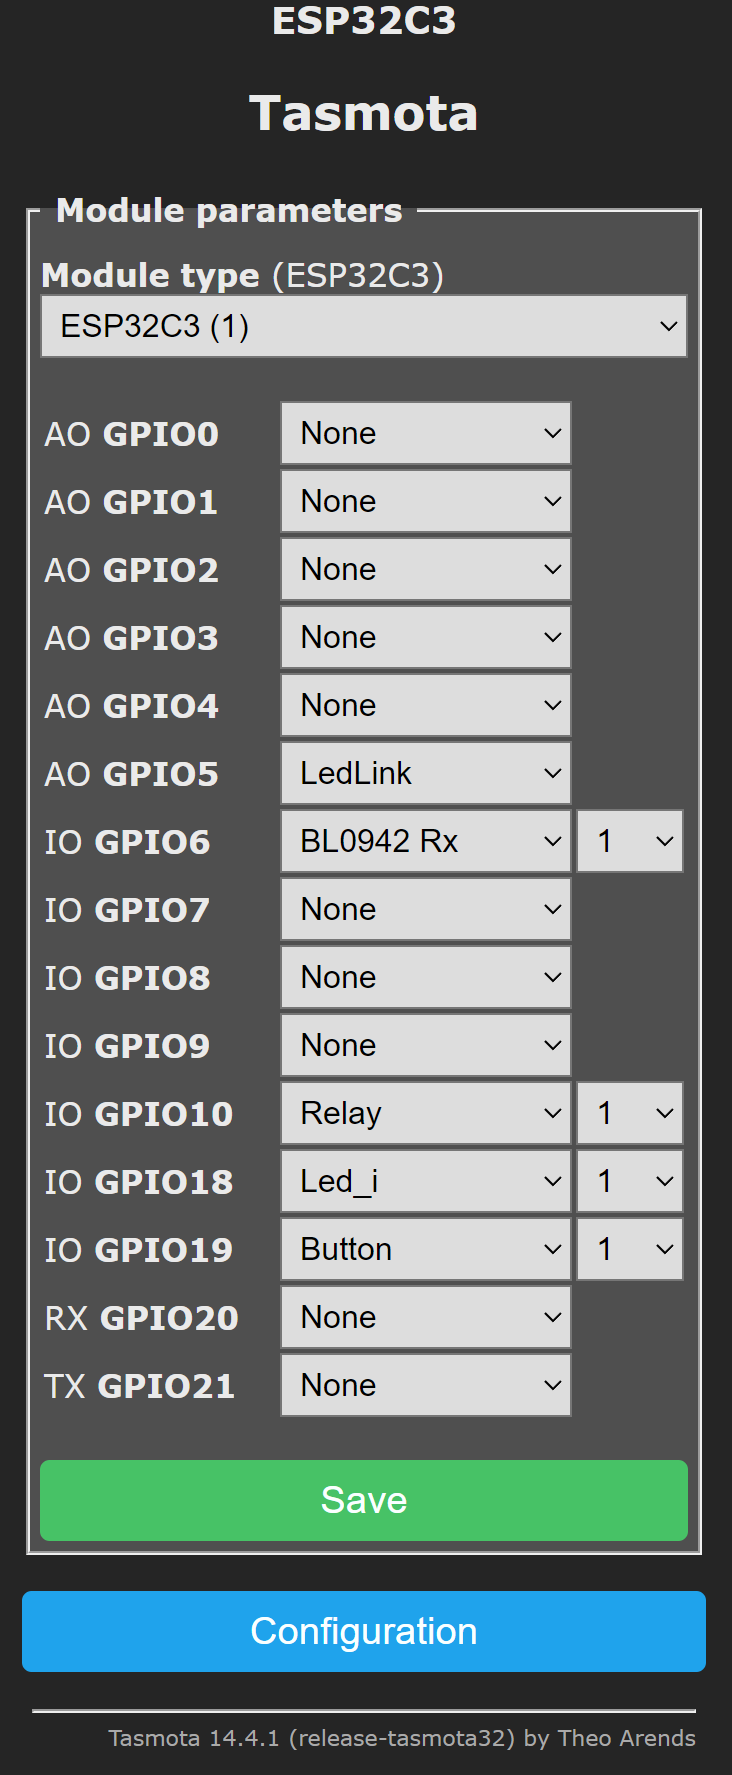 ESP32C3
Tasmota
Module parameters
Module type (ESP32C3)
ESP32C3 (1)
AO GPIO0 None
AO GPIO1 None
AO GPIO2 None
AO GPIO3 None
AO GPIO4 None
AO GPIO5 LedLink
IO GPIO6 BL0942 Rx 1
IO GPIO7 None
IO GPIO8 None
IO GPIO9 None
IO GPIO10 Relay 1
IO GPIO18 Led_i 1
IO GPIO19 Button 1
RX GPIO20 None
TX GPIO21 None
Save
Configuration
Tasmota 14.4.1 (release-tasmota32) by Theo Arends